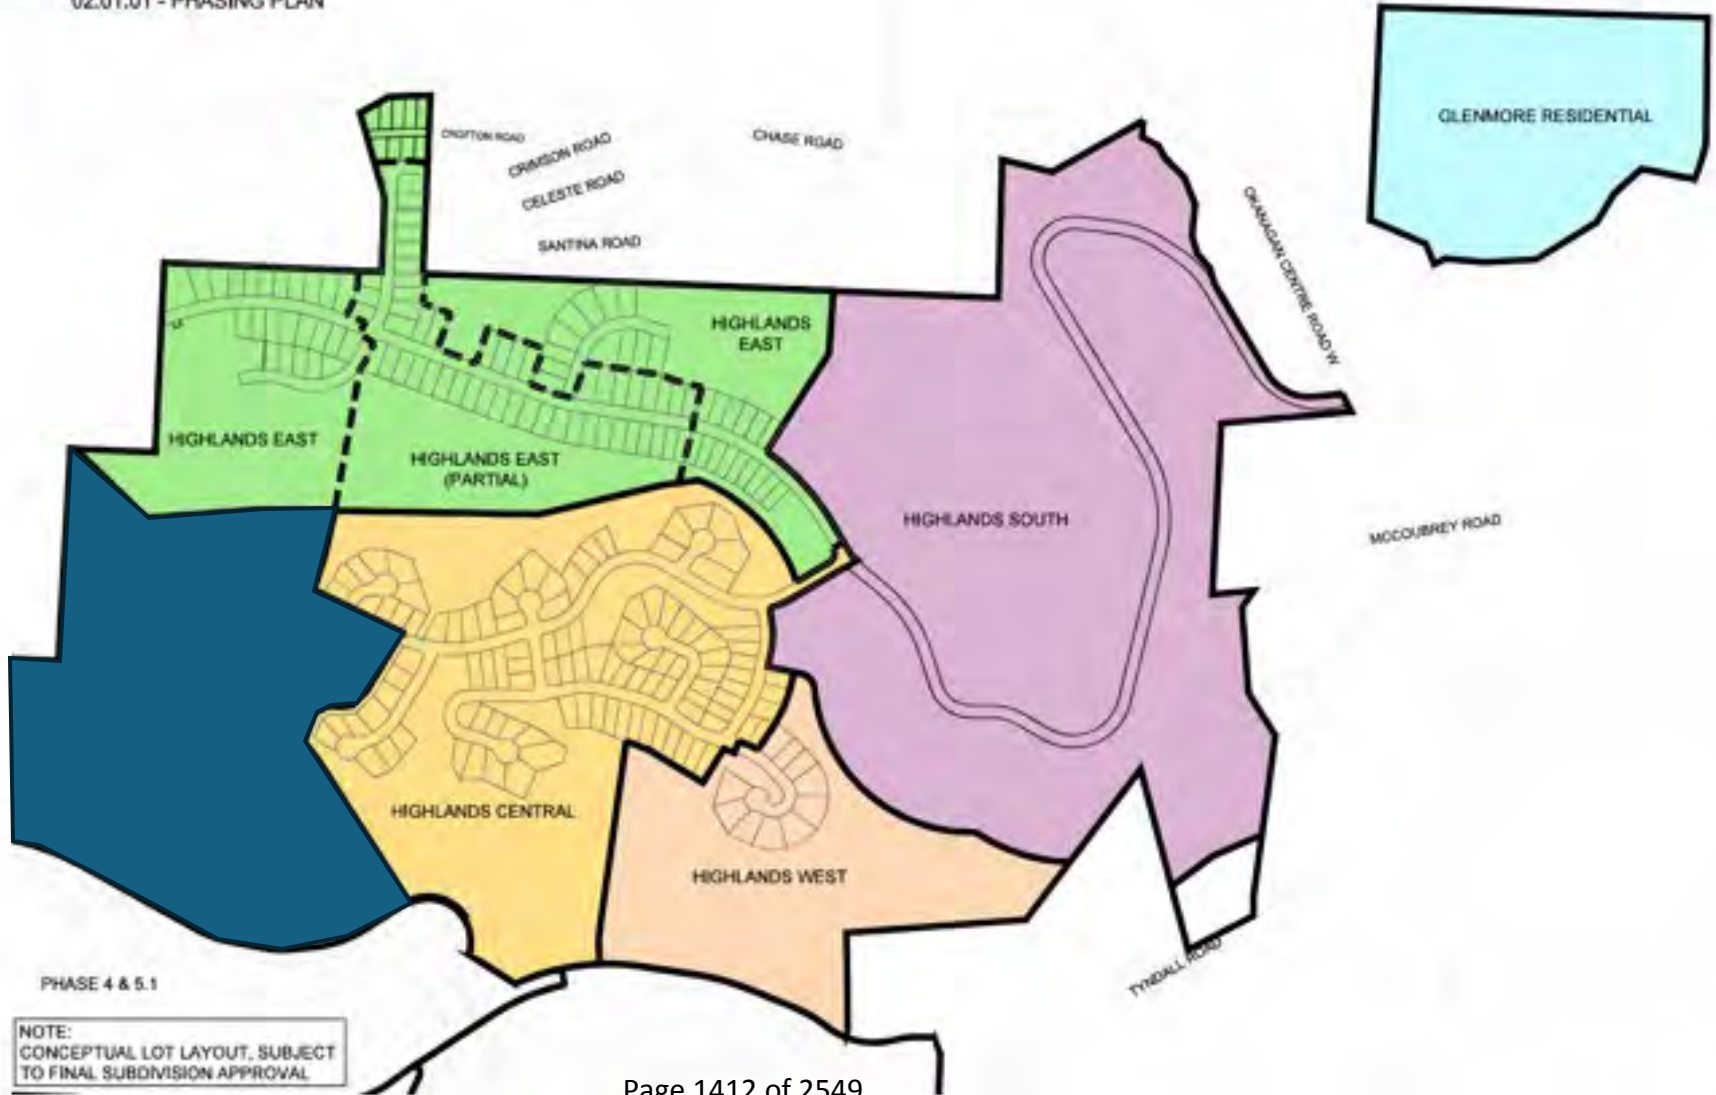 02.01.01 - PHASING PLAN
GLENMORE RESIDENTIAL
CROFTON ROAD
CRIMSON ROAD
CHASE ROAD
CELESTE ROAD
SANTINA ROAD
OKANAGAN CENTRE ROAD W
HIGHLANDS
EAST
HIGHLANDS EAST
HIGHLANDS EAST
(PARTIAL)
HIGHLANDS SOUTH
MCCOUBREY ROAD
HIGHLANDS CENTRAL
HIGHLANDS WEST
TYNDALL ROAD
PHASE 4 & 5.1
NOTE:
CONCEPTUAL LOT LAYOUT, SUBJECT
TO FINAL SUBDIVISION APPROVAL
Page 1412 of 2549